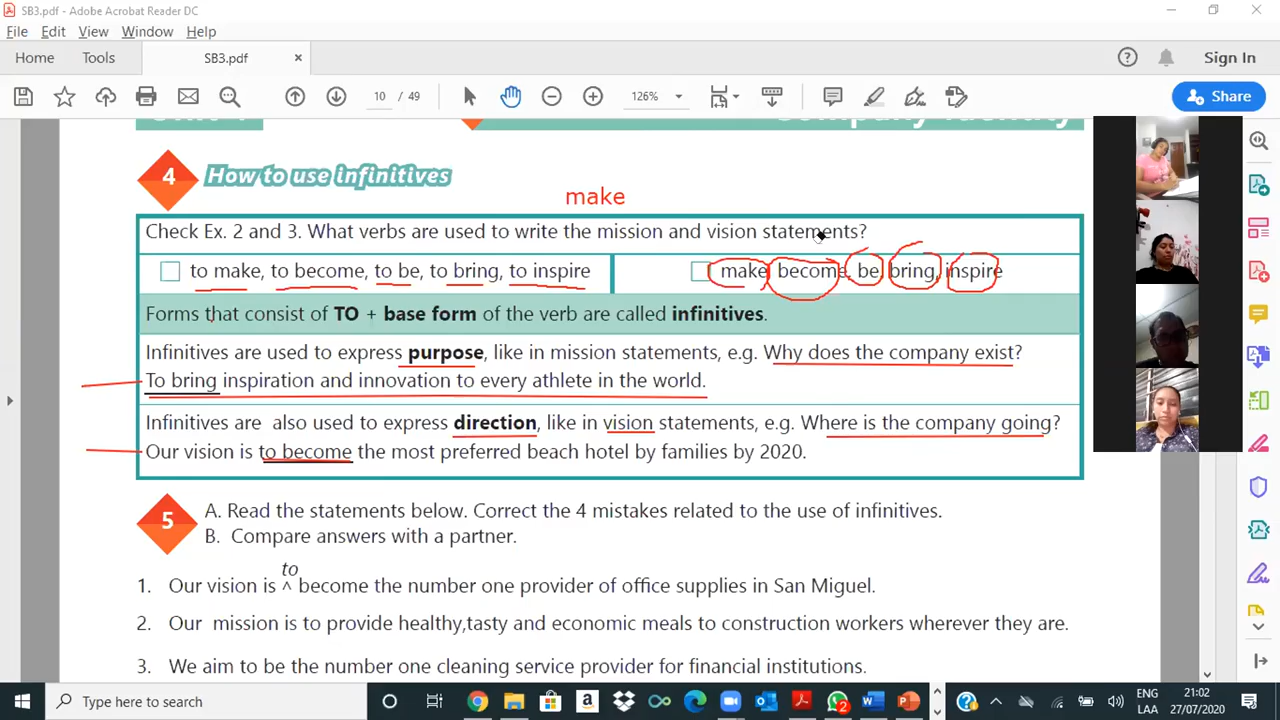 SB3.pdf - Adobe Acrobat Reader DC
File Edit View Window Help
Home Tools SB3.pdf × Sign In
10 / 49 126% Share
Company Identity
4 How to use infinitives
make
Check Ex. 2 and 3. What verbs are used to write the mission and vision statements?
to make, to become, to be, to bring, to inspire
make, become, be, bring, inspire
Forms that consist of TO + base form of the verb are called infinitives.
Infinitives are used to express purpose, like in mission statements, e.g. Why does the company exist?
To bring inspiration and innovation to every athlete in the world.
Infinitives are also used to express direction, like in vision statements, e.g. Where is the company going?
Our vision is to become the most preferred beach hotel by families by 2020.
5 A. Read the statements below. Correct the 4 mistakes related to the use of infinitives.
B. Compare answers with a partner.
to
1. Our vision is ^ become the number one provider of office supplies in San Miguel.
2. Our mission is to provide healthy,tasty and economic meals to construction workers wherever they are.
3. We aim to be the number one cleaning service provider for financial institutions.
Type here to search
ENG 21:02
LAA 27/07/2020